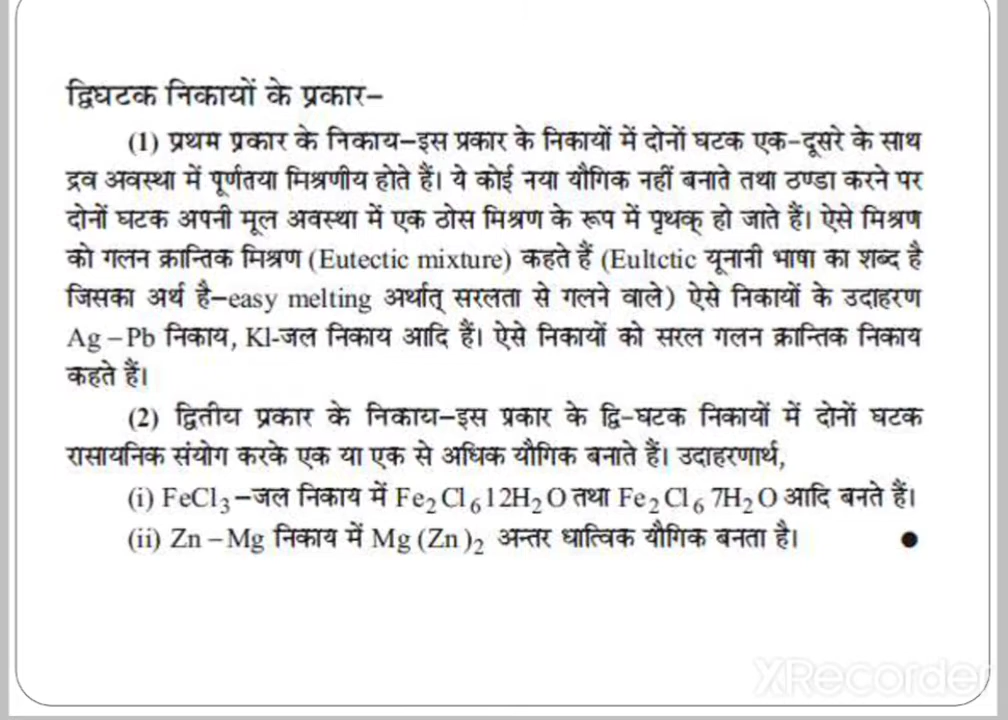 द्विघटक निकायों के प्रकार–
(1) प्रथम प्रकार के निकाय–इस प्रकार के निकायों में दोनों घटक एक-दूसरे के साथ
द्रव अवस्था में पूर्णतया मिश्रणीय होते हैं। ये कोई नया यौगिक नहीं बनाते तथा ठण्डा करने पर
दोनों घटक अपनी मूल अवस्था में एक ठोस मिश्रण के रूप में पृथक् हो जाते हैं। ऐसे मिश्रण
को गलन क्रान्तिक मिश्रण (Eutectic mixture) कहते हैं (Eultctic यूनानी भाषा का शब्द है
जिसका अर्थ है–easy melting अर्थात् सरलता से गलने वाले) ऐसे निकायों के उदाहरण
Ag – Pb निकाय, Kl-जल निकाय आदि हैं। ऐसे निकायों को सरल गलन क्रान्तिक निकाय
कहते हैं।
(2) द्वितीय प्रकार के निकाय–इस प्रकार के द्वि-घटक निकायों में दोनों घटक
रासायनिक संयोग करके एक या एक से अधिक यौगिक बनाते हैं। उदाहरणार्थ,
(i) FeCl₃–जल निकाय में Fe₂Cl₆12H₂O तथा Fe₂Cl₆ 7H₂O आदि बनते हैं।
(ii) Zn – Mg निकाय में Mg (Zn)₂ अन्तर धात्विक यौगिक बनता है। ●
XRecorder